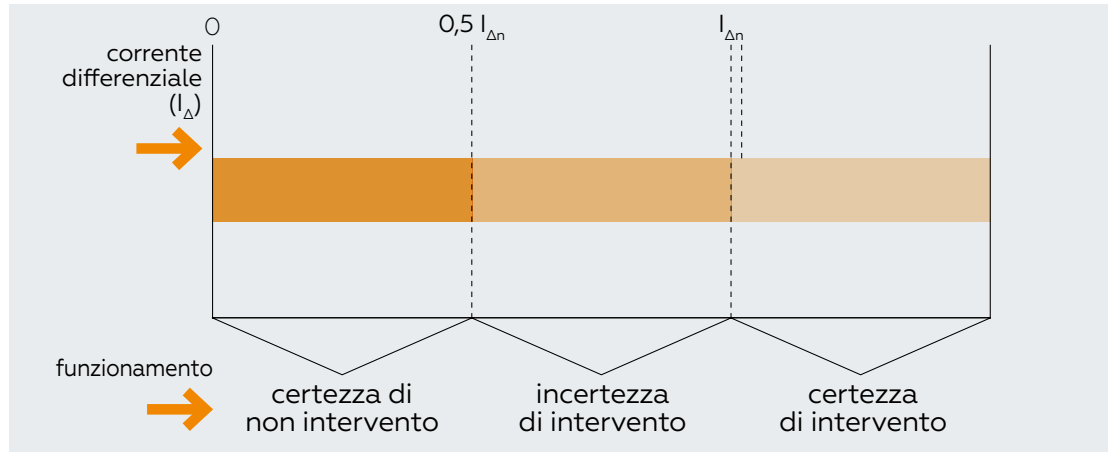 0
0,5 IΔn
IΔn
corrente
differenziale
(IΔ)
funzionamento
certezza di
non intervento
incertezza
di intervento
certezza
di intervento